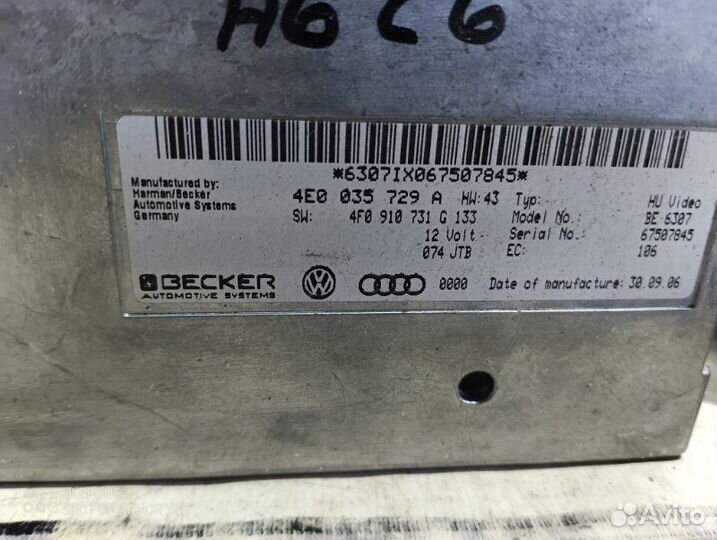 A6 C6
*6307IX067507845*
Manufactured by:
Harman/Becker
Automotive Systems
Germany
4E0 035 729 A HW:43 Typ: HU Video
SW: 4F0 910 731 G 133 Model No.: BE 6307
12 Volt Serial No.: 67507845
074 JTB EC: 106
BECKER
AUTOMOTIVE SYSTEMS
0000 Date of manufacture: 30.09.06
Avito